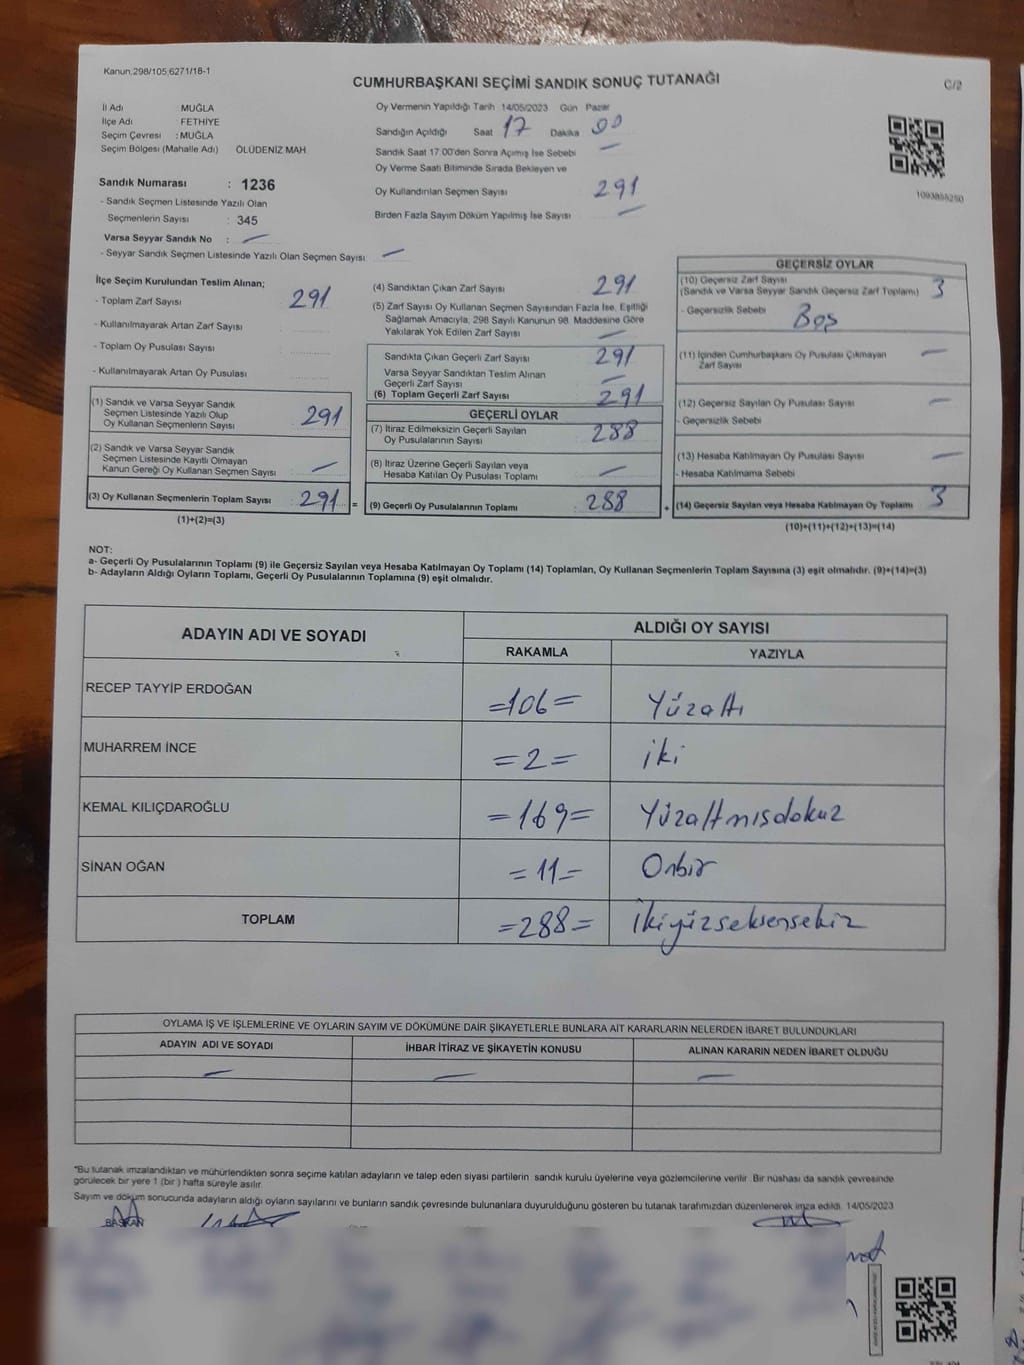 Kanun,298/105;6271/18-1
CUMHURBAŞKANI SEÇİMİ SANDIK SONUÇ TUTANAĞI
C/2
İl Adı : MUĞLA
İlçe Adı : FETHİYE
Seçim Çevresi : MUĞLA
Seçim Bölgesi (Mahalle Adı) ÖLÜDENİZ MAH
Sandık Numarası : 1236
- Sandık Seçmen Listesinde Yazılı Olan
Seçmenlerin Sayısı : 345
Varsa Seyyar Sandık No : —
- Seyyar Sandık Seçmen Listesinde Yazılı Olan Seçmen Sayısı —
Oy Vermenin Yapıldığı Tarih 14/05/2023 Gün Pazar
Sandığın Açıldığı Saat 17 Dakika 00
Sandık Saat 17:00'den Sonra Açımış İse Sebebi —
Oy Verme Saati Bitiminde Sırada Bekleyen ve
Oy Kullandırılan Seçmen Sayısı 291
Birden Fazla Sayım Döküm Yapılmış İse Sayısı —
1093855250
İlçe Seçim Kurulundan Teslim Alınan;
- Toplam Zarf Sayısı 291
- Kullanılmayarak Artan Zarf Sayısı
- Toplam Oy Pusulası Sayısı
- Kullanılmayarak Artan Oy Pusulası
(1) Sandık ve Varsa Seyyar Sandık
Seçmen Listesinde Yazılı Olup
Oy Kullanan Seçmenlerin Sayısı : 291
(2) Sandık ve Varsa Seyyar Sandık
Seçmen Listesinde Kayıtlı Olmayan
Kanun Gereği Oy Kullanan Seçmen Sayısı : —
(3) Oy Kullanan Seçmenlerin Toplam Sayısı : 291 =
(1)+(2)=(3)
(4) Sandıktan Çıkan Zarf Sayısı 291
(5) Zarf Sayısı Oy Kullanan Seçmen Sayısından Fazla İse, Eşitliği
Sağlamak Amacıyla, 298 Sayılı Kanunun 98. Maddesine Göre
Yakılarak Yok Edilen Zarf Sayısı —
Sandıkta Çıkan Geçerli Zarf Sayısı 291
Varsa Seyyar Sandıktan Teslim Alınan
Geçerli Zarf Sayısı —
(6) Toplam Geçerli Zarf Sayısı 291
GEÇERLİ OYLAR
(7) İtiraz Edilmeksizin Geçerli Sayılan
Oy Pusulalarının Sayısı 288
(8) İtiraz Üzerine Geçerli Sayılan veya
Hesaba Katılan Oy Pusulası Toplamı —
(9) Geçerli Oy Pusulalarının Toplamı : 288 +
GEÇERSİZ OYLAR
(10) Geçersiz Zarf Sayısı
(Sandık ve Varsa Seyyar Sandık Geçersiz Zarf Toplamı) 3
- Geçersizlik Sebebi Boş
(11) İçinden Cumhurbaşkanı Oy Pusulası Çıkmayan
Zarf Sayısı —
(12) Geçersiz Sayılan Oy Pusulası Sayısı —
- Geçersizlik Sebebi
(13) Hesaba Katılmayan Oy Pusulası Sayısı —
- Hesaba Katılmama Sebebi
(14) Geçersiz Sayılan veya Hesaba Katılmayan Oy Toplamı 3
(10)+(11)+(12)+(13)=(14)
NOT:
a- Geçerli Oy Pusulalarının Toplamı (9) ile Geçersiz Sayılan veya Hesaba Katılmayan Oy Toplamı (14) Toplamları, Oy Kullanan Seçmenlerin Toplam Sayısına (3) eşit olmalıdır. (9)+(14)=(3)
b- Adayların Aldığı Oyların Toplamı, Geçerli Oy Pusulalarının Toplamına (9) eşit olmalıdır.
ADAYIN ADI VE SOYADI
ALDIĞI OY SAYISI
RAKAMLA YAZIYLA
RECEP TAYYİP ERDOĞAN =106= Yüzaltı
MUHARREM İNCE =2= iki
KEMAL KILIÇDAROĞLU =169= Yüzaltmışdokuz
SİNAN OĞAN =11= Onbir
TOPLAM =288= ikiyüzseksensekiz
OYLAMA İŞ VE İŞLEMLERİNE VE OYLARIN SAYIM VE DÖKÜMÜNE DAİR ŞİKAYETLERLE BUNLARA AİT KARARLARIN NELERDEN İBARET BULUNDUKLARI
ADAYIN ADI VE SOYADI İHBAR İTİRAZ VE ŞİKAYETİN KONUSU ALINAN KARARIN NEDEN İBARET OLDUĞU
— — —
*Bu tutanak imzalandıktan ve mühürlendikten sonra seçime katılan adayların ve talep eden siyasi partilerin sandık kurulu üyelerine veya gözlemcilerine verilir. Bir nüshası da sandık çevresinde
görülecek bir yere 1 (bir) hafta süreyle asılır.
Sayım ve döküm sonucunda adayların aldığı oyların sayılarını ve bunların sandık çevresinde bulunanlara duyurulduğunu gösteren bu tutanak tarafımızdan düzenlenerek imza edildi. 14/05/2023
BAŞKAN